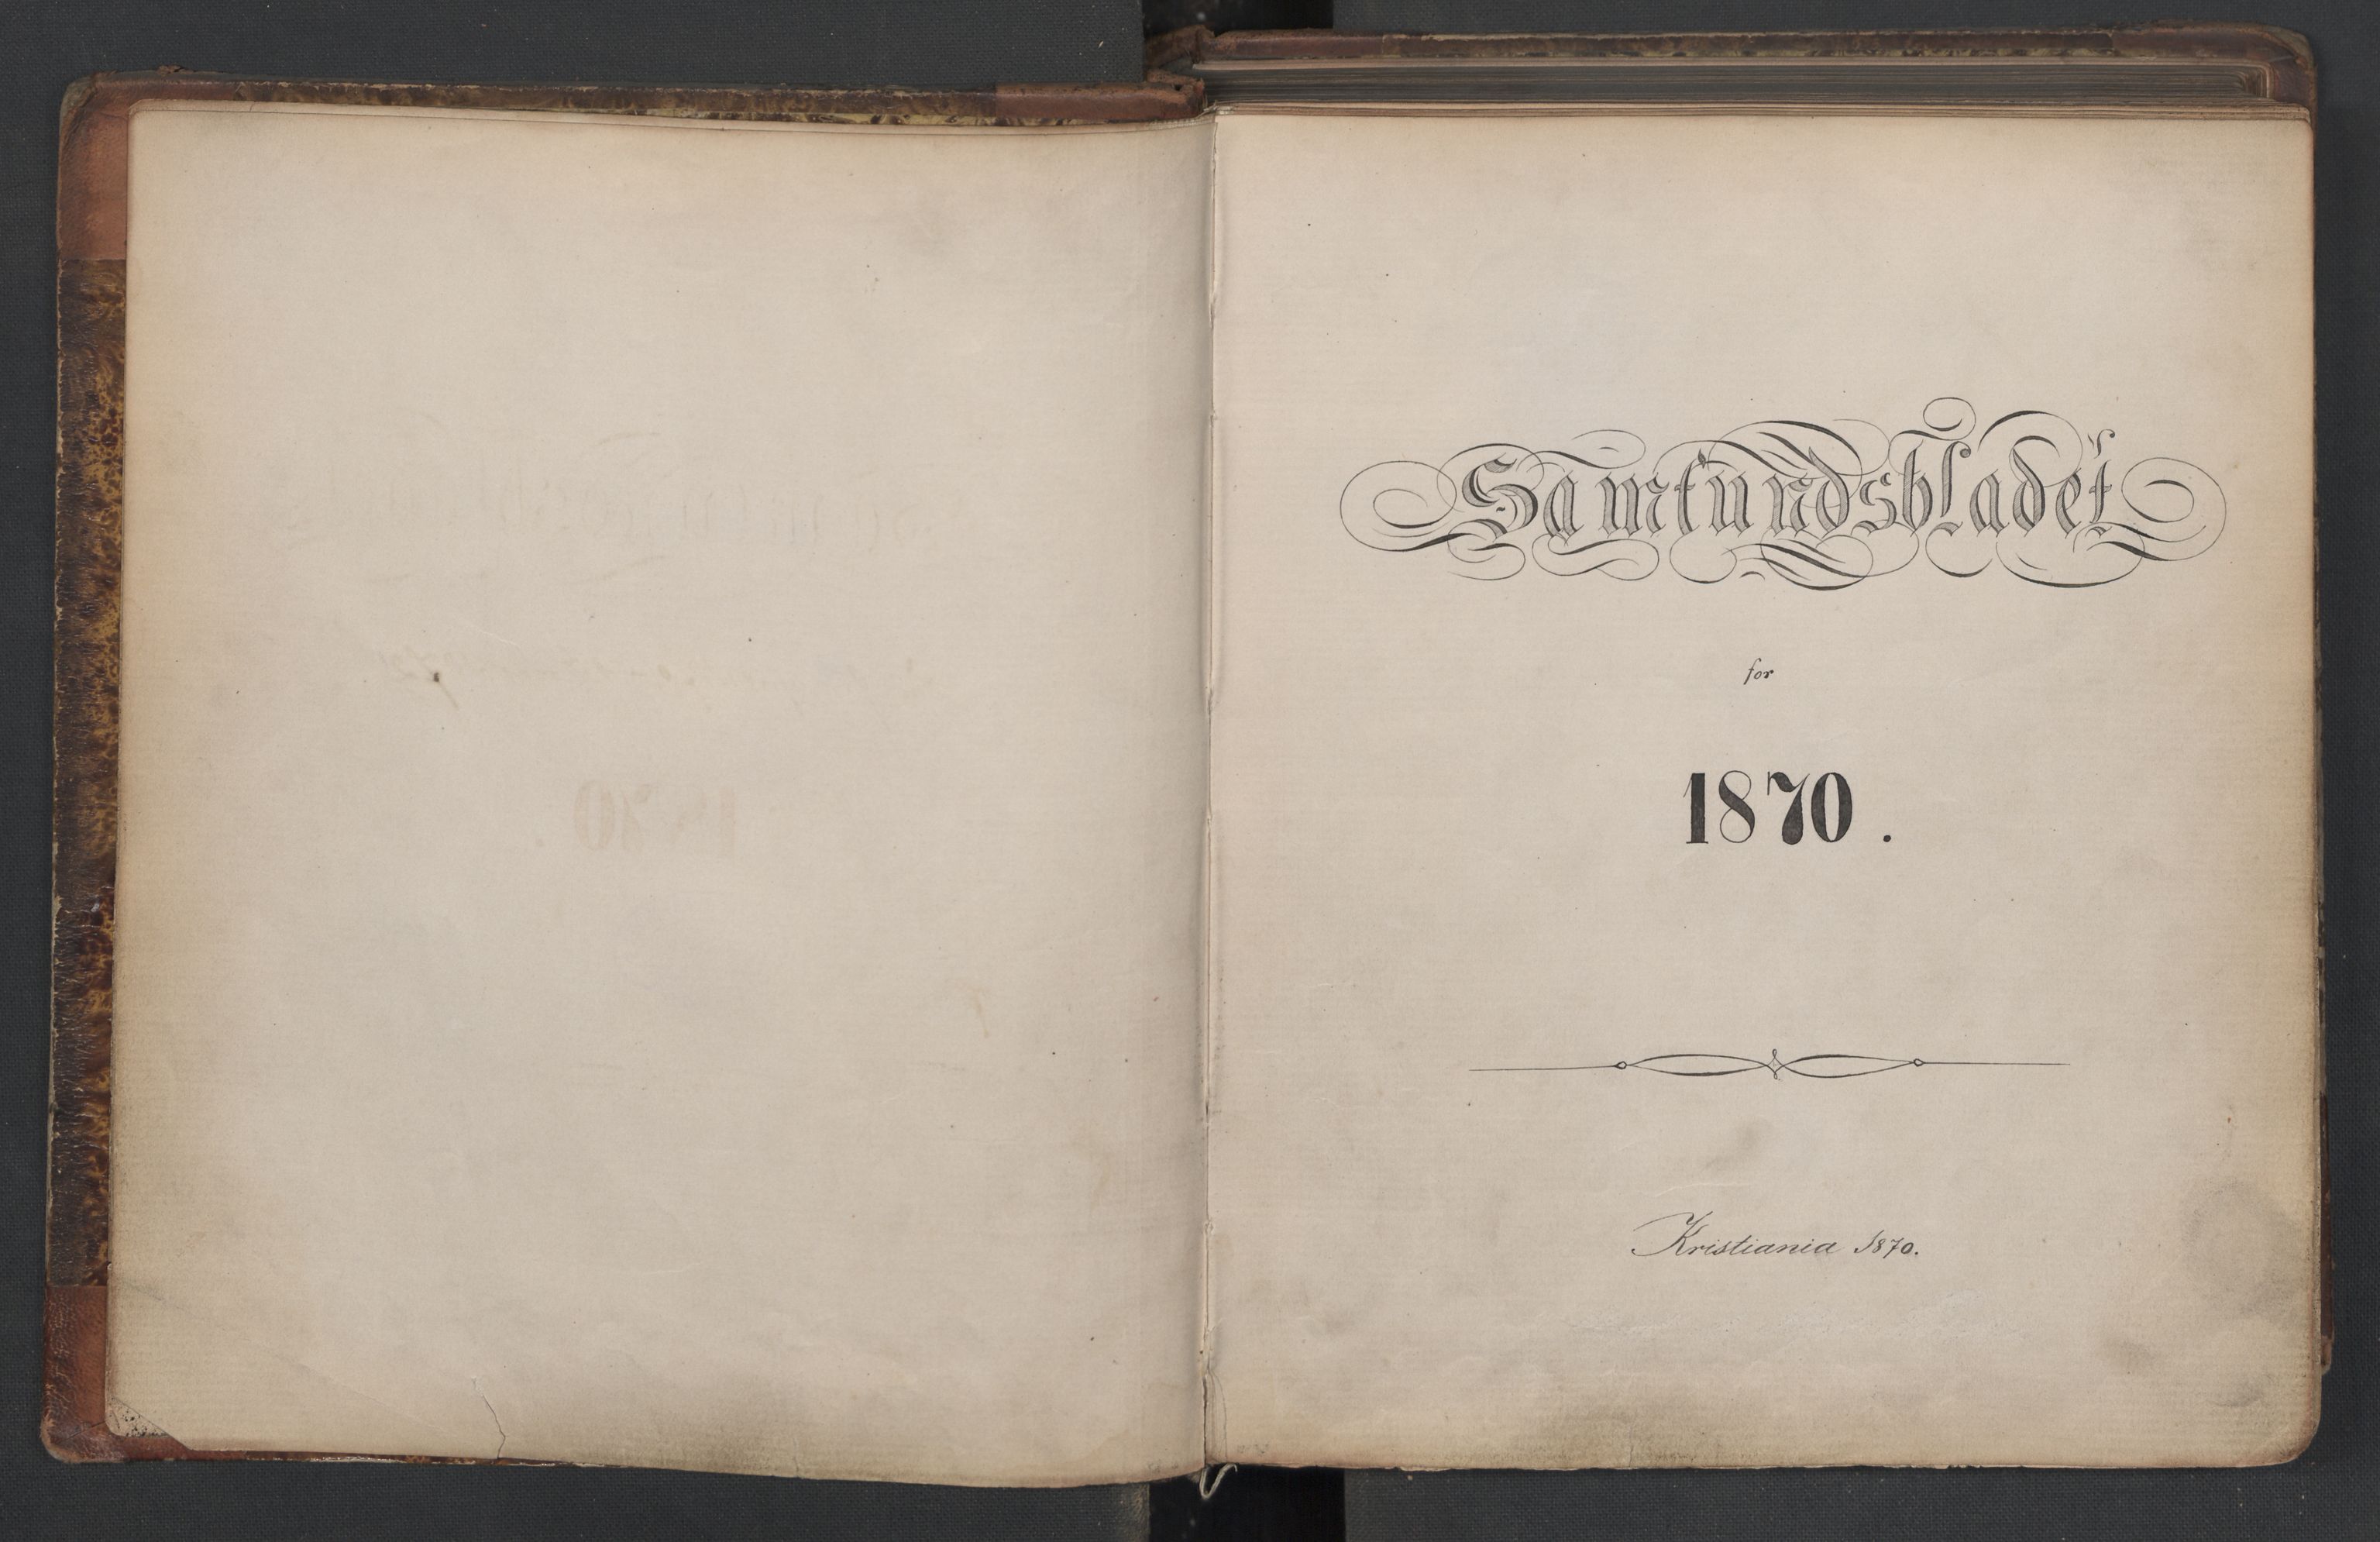 Samfundsbladet
for
1870.
Kristiania 1870.